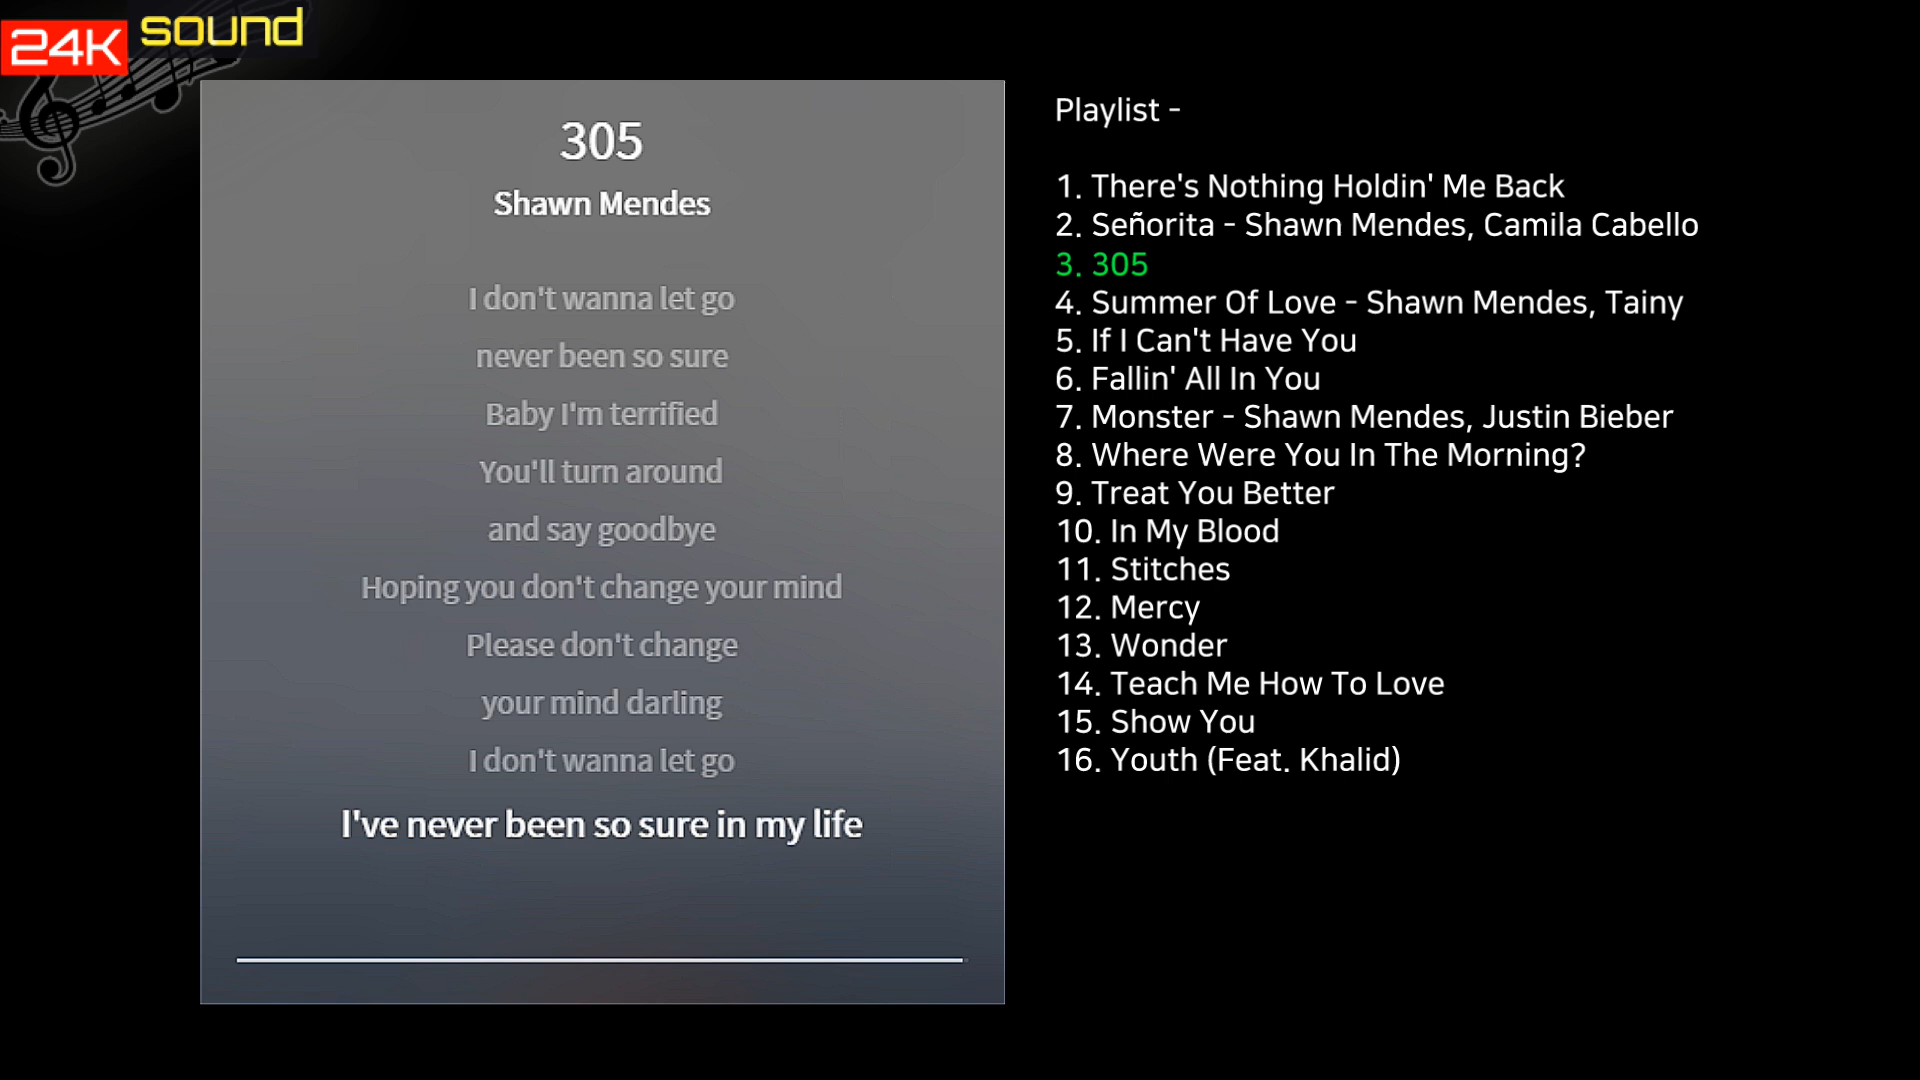 24K sound
305
Shawn Mendes
I don't wanna let go
never been so sure
Baby I'm terrified
You'll turn around
and say goodbye
Hoping you don't change your mind
Please don't change
your mind darling
I don't wanna let go
I've never been so sure in my life
Playlist -
1. There's Nothing Holdin' Me Back
2. Señorita - Shawn Mendes, Camila Cabello
3. 305
4. Summer Of Love - Shawn Mendes, Tainy
5. If I Can't Have You
6. Fallin' All In You
7. Monster - Shawn Mendes, Justin Bieber
8. Where Were You In The Morning?
9. Treat You Better
10. In My Blood
11. Stitches
12. Mercy
13. Wonder
14. Teach Me How To Love
15. Show You
16. Youth (Feat. Khalid)